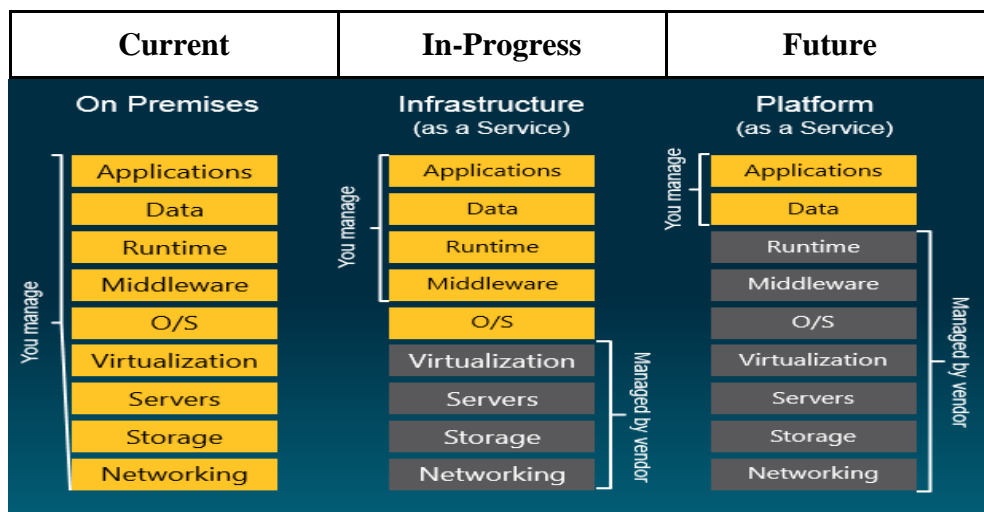 Current
In-Progress
Future
On Premises
Applications
Data
Runtime
Middleware
O/S
Virtualization
Servers
Storage
Networking
You manage
Infrastructure
(as a Service)
Applications
Data
Runtime
Middleware
O/S
Virtualization
Servers
Storage
Networking
You manage
Managed by vendor
Platform
(as a Service)
Applications
Data
Runtime
Middleware
O/S
Virtualization
Servers
Storage
Networking
You manage
Managed by vendor